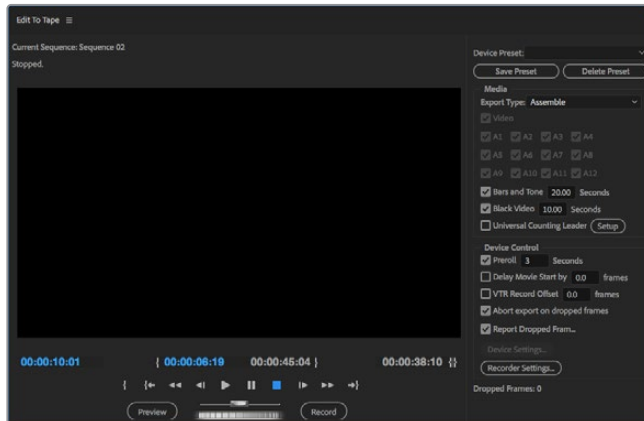 Edit To Tape
Current Sequence: Sequence 02
Stopped.
00:00:10:01
{ 00:00:06:19
00:00:45:04 }
00:00:38:10 {}
Preview
Record
Device Preset:
Save Preset
Delete Preset
Media
Export Type: Assemble
Video
A1 A2 A3 A4
A5 A6 A7 A8
A9 A10 A11 A12
Bars and Tone 20.00 Seconds
Black Video 10.00 Seconds
Universal Counting Leader Setup
Device Control
Preroll 3 Seconds
Delay Movie Start by 0.0 frames
VTR Record Offset 0.0 frames
Abort export on dropped frames
Report Dropped Fram...
Device Settings...
Recorder Settings...
Dropped Frames: 0